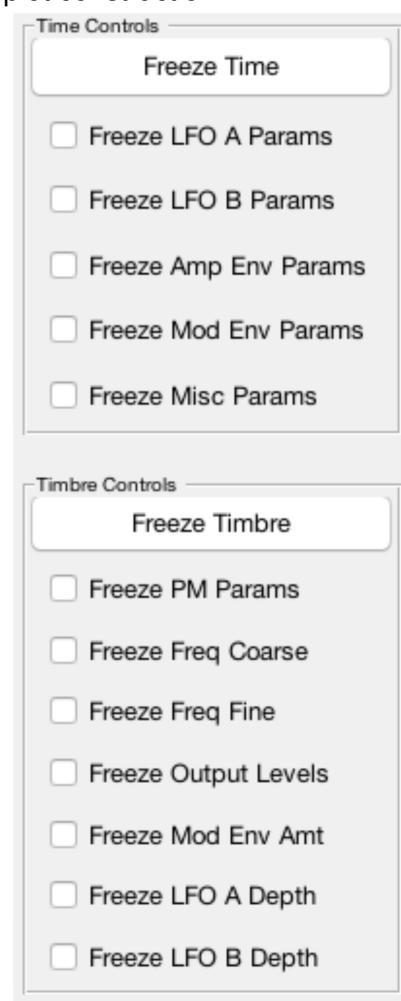 Time Controls
Freeze Time
Freeze LFO A Params
Freeze LFO B Params
Freeze Amp Env Params
Freeze Mod Env Params
Freeze Misc Params
Timbre Controls
Freeze Timbre
Freeze PM Params
Freeze Freq Coarse
Freeze Freq Fine
Freeze Output Levels
Freeze Mod Env Amt
Freeze LFO A Depth
Freeze LFO B Depth